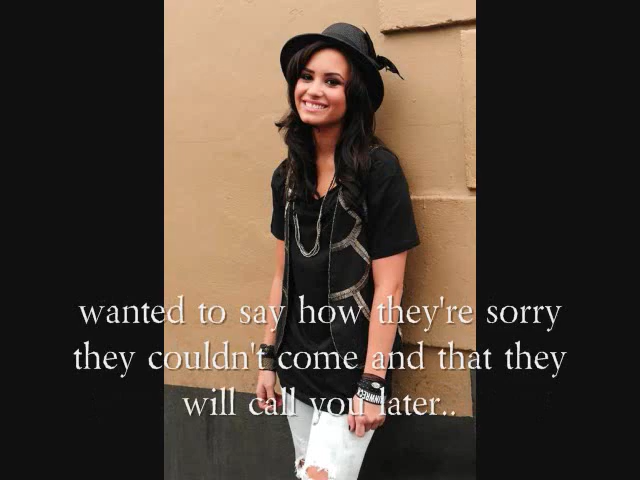 wanted to say how they're sorry
they couldn't come and that they
will call you later..